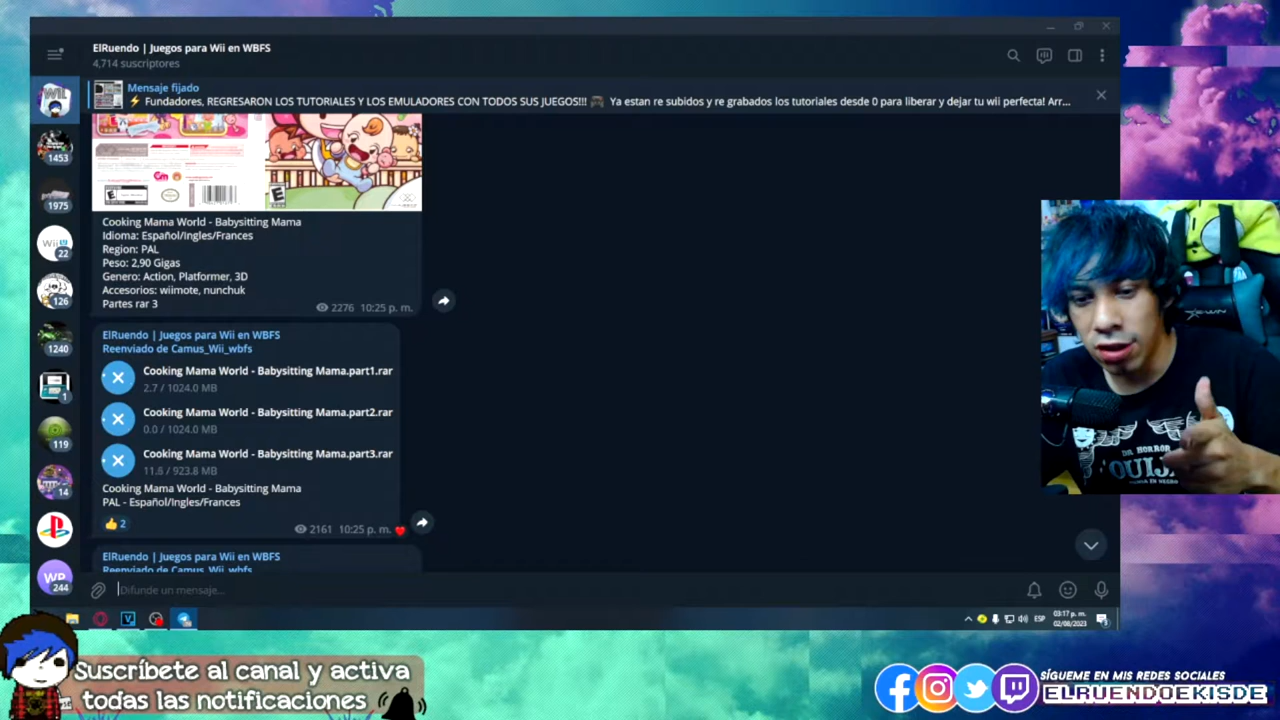 ElRuendo | Juegos para Wii en WBFS
4,714 suscriptores
Mensaje fijado
⚡ Fundadores, REGRESARON LOS TUTORIALES Y LOS EMULADORES CON TODOS SUS JUEGOS!!! 🎮 Ya estan re subidos y re grabados los tutoriales desde 0 para liberar y dejar tu wii perfecta! Arr...
1453
1975
WiiU
22
126
1240
1
119
14
WP
244
Cooking Mama World - Babysitting Mama
Idioma: Español/Ingles/Frances
Region: PAL
Peso: 2,90 Gigas
Genero: Action, Platformer, 3D
Accesorios: wiimote, nunchuk
Partes rar 3
2276 10:25 p. m.
ElRuendo | Juegos para Wii en WBFS
Reenviado de Camus_Wii_wbfs
Cooking Mama World - Babysitting Mama.part1.rar
2.7 / 1024.0 MB
Cooking Mama World - Babysitting Mama.part2.rar
0.0 / 1024.0 MB
Cooking Mama World - Babysitting Mama.part3.rar
11.6 / 923.8 MB
Cooking Mama World - Babysitting Mama
PAL - Español/Ingles/Frances
👍 2
2161 10:25 p. m.
ElRuendo | Juegos para Wii en WBFS
Reenviado de Camus_Wii_wbfs
Difunde un mensaje...
DR HORROR
OUIJ
ESP
03:17 p. m.
02/08/2023
Suscríbete al canal y activa
todas las notificaciones
SÍGUEME EN MIS REDES SOCIALES
ELRUENDOEKISDE